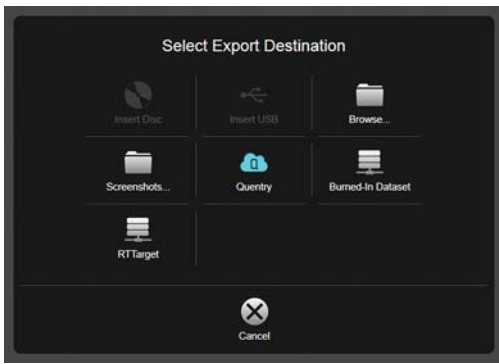 Select Export Destination
Insert Disc
Insert USB
Browse...
Screenshots...
Quentry
Burned-In Dataset
RTTarget
Cancel